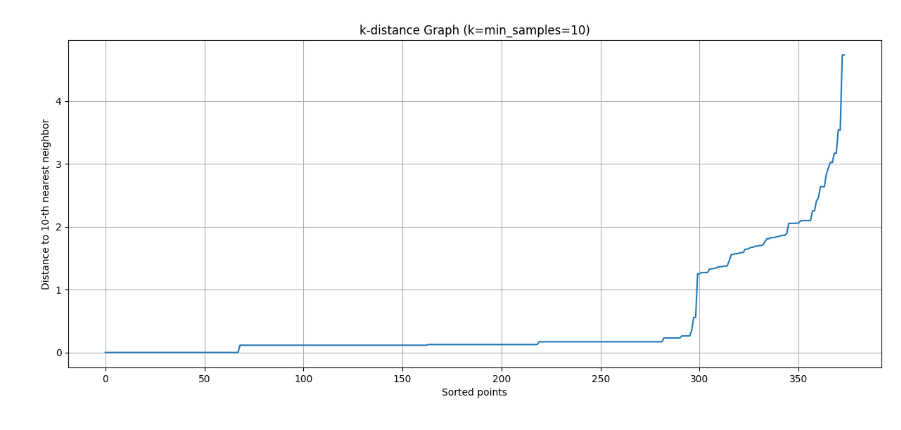 k-distance Graph (k=min_samples=10)
Distance to 10-th nearest neighbor
4
3
2
1
0
0 50 100 150 200 250 300 350
Sorted points